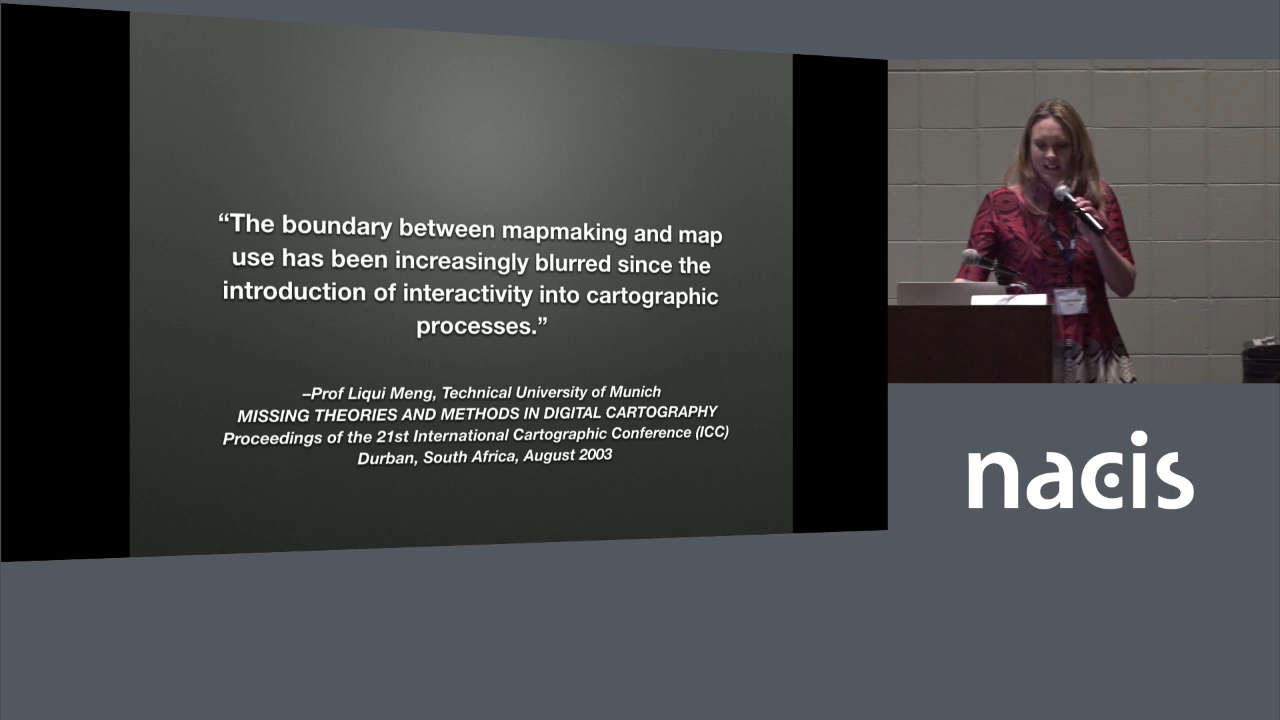 “The boundary between mapmaking and map
use has been increasingly blurred since the
introduction of interactivity into cartographic
processes.”
–Prof Liqui Meng, Technical University of Munich
MISSING THEORIES AND METHODS IN DIGITAL CARTOGRAPHY
Proceedings of the 21st International Cartographic Conference (ICC)
Durban, South Africa, August 2003
nacis